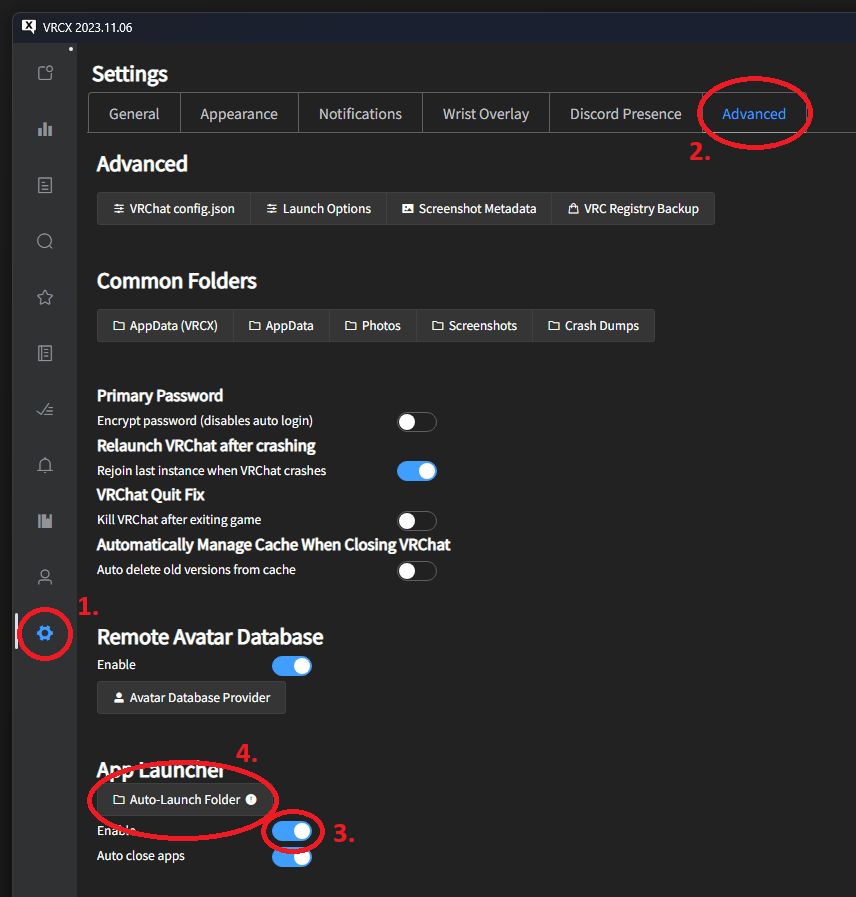 VRCX 2023.11.06
Settings
General Appearance Notifications Wrist Overlay Discord Presence Advanced
2.
Advanced
VRChat config.json Launch Options Screenshot Metadata VRC Registry Backup
Common Folders
AppData (VRCX) AppData Photos Screenshots Crash Dumps
Primary Password
Encrypt password (disables auto login)
Relaunch VRChat after crashing
Rejoin last instance when VRChat crashes
VRChat Quit Fix
Kill VRChat after exiting game
Automatically Manage Cache When Closing VRChat
Auto delete old versions from cache
1.
Remote Avatar Database
Enable
Avatar Database Provider
4.
App Launcher
Auto-Launch Folder
Enable
3.
Auto close apps